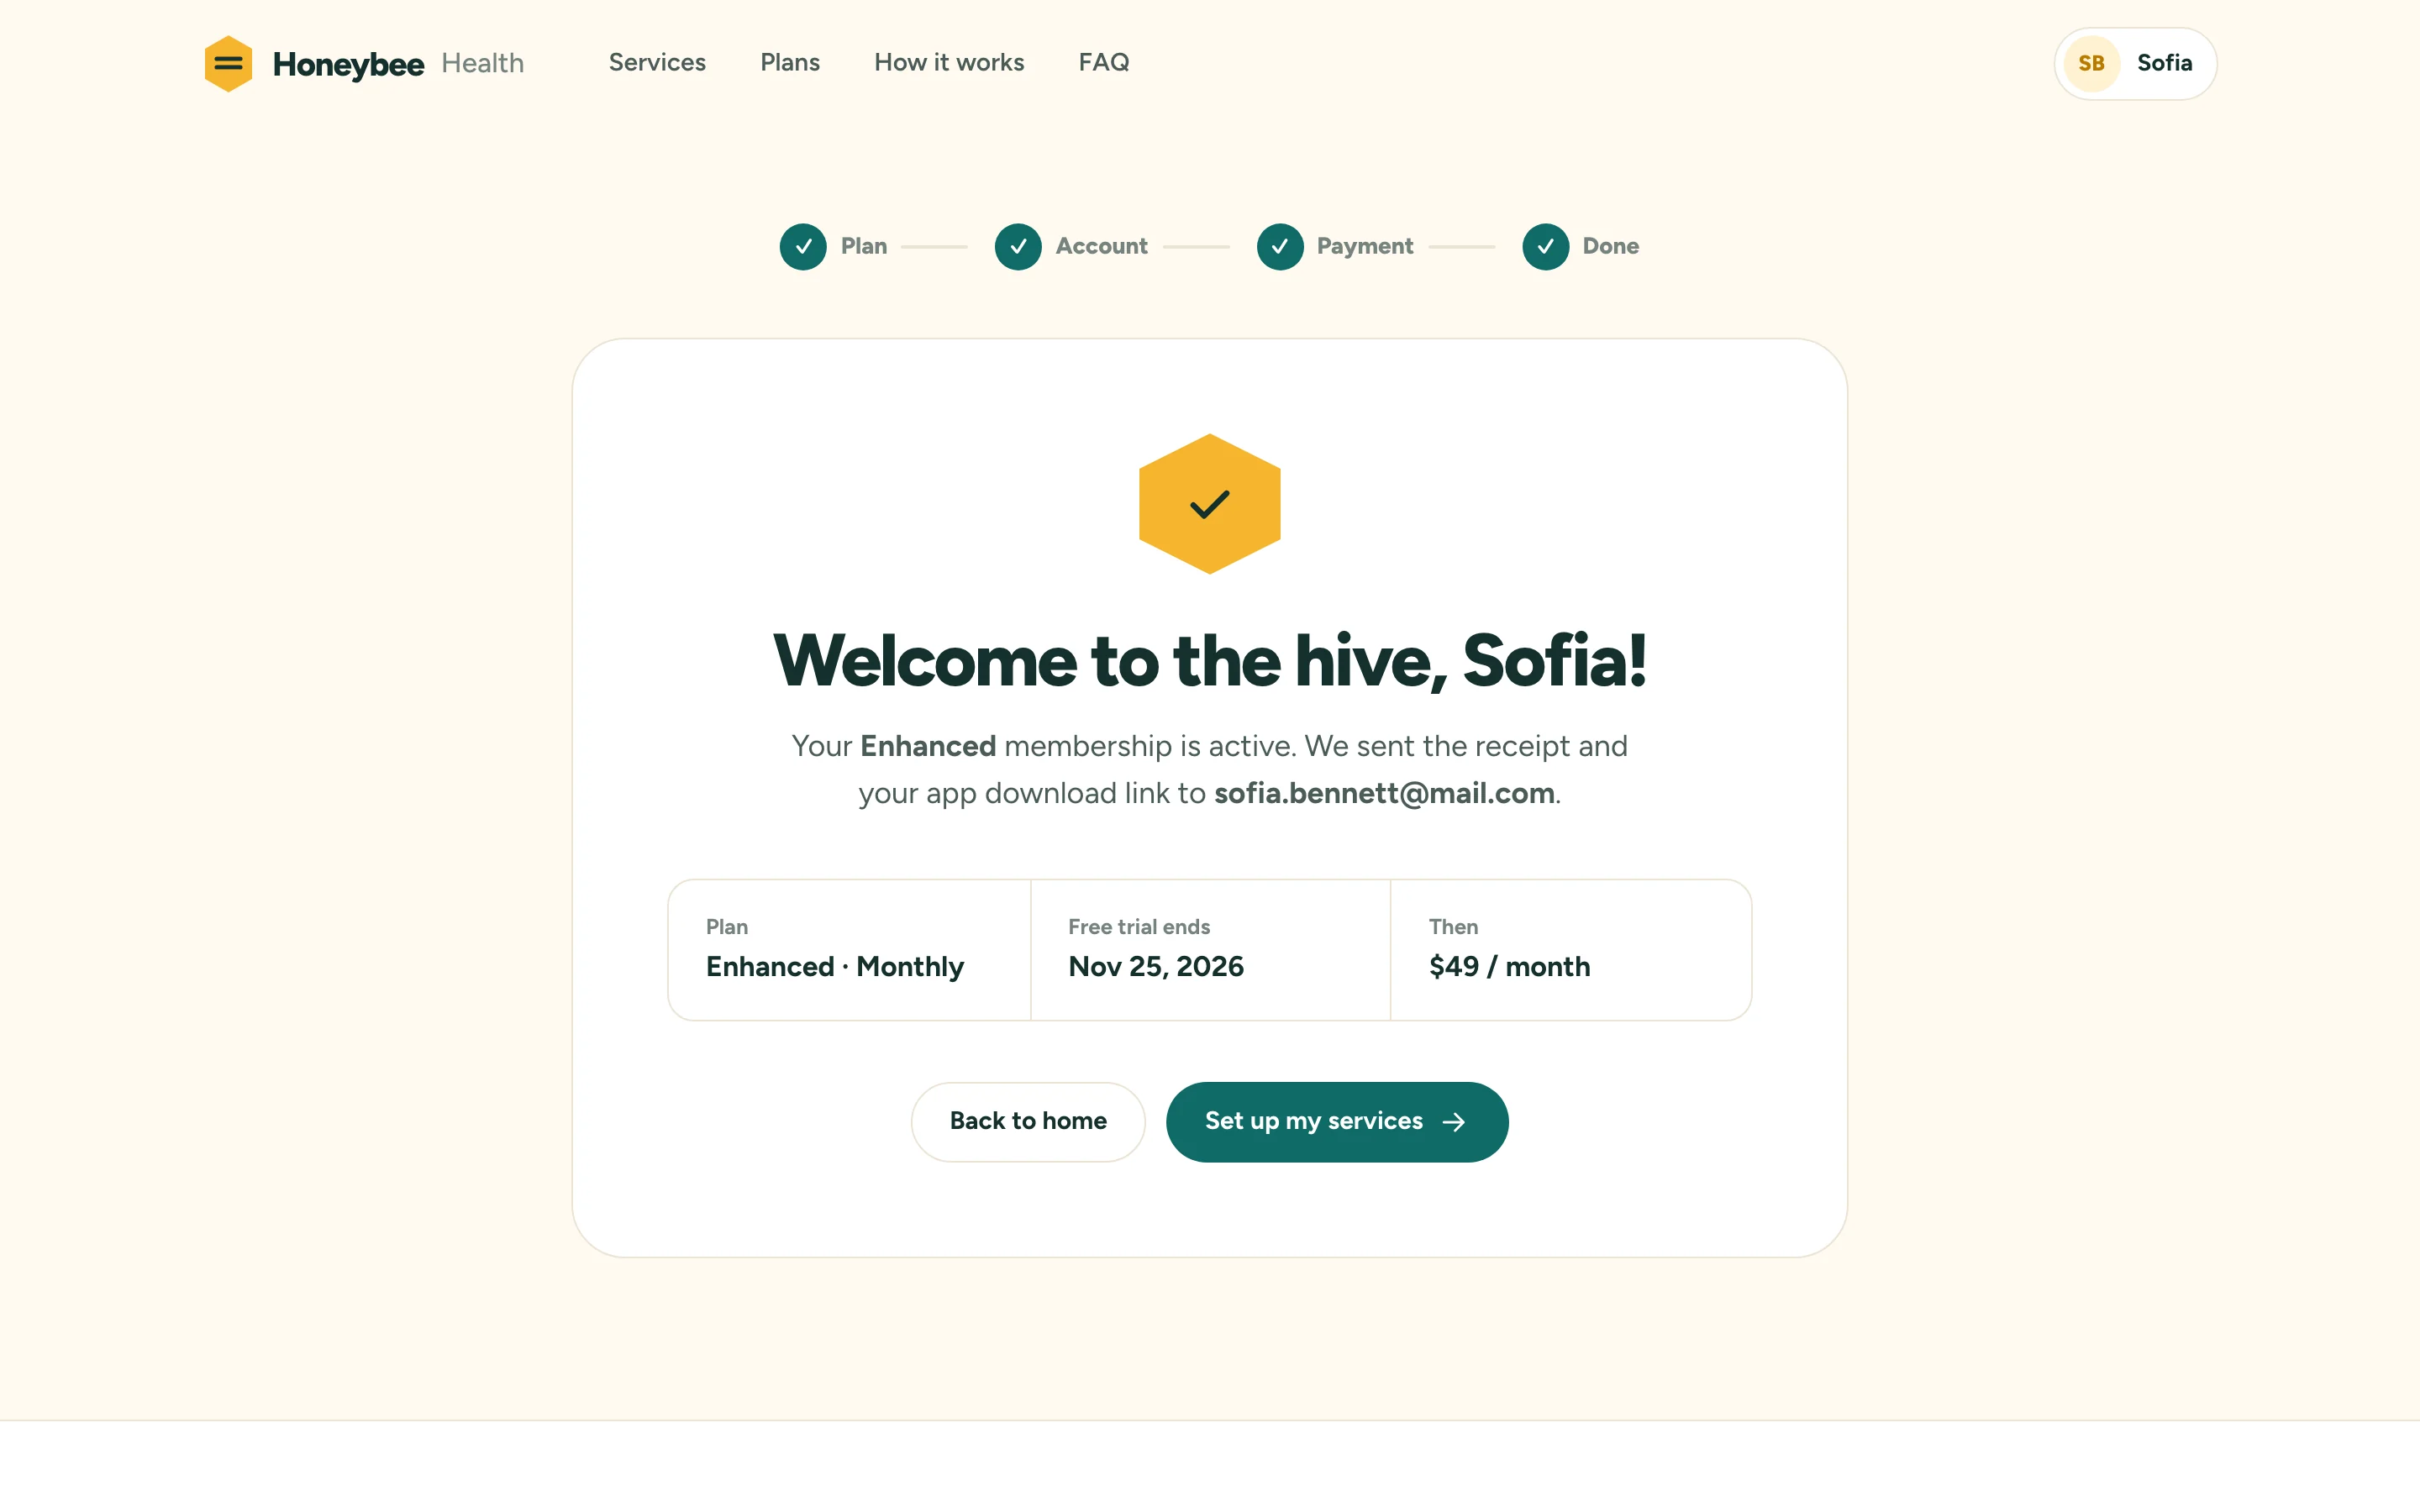 Honeybee Health
Services
Plans
How it works
FAQ
SB
Sofia
Plan
Account
Payment
Done
Welcome to the hive, Sofia!
Your Enhanced membership is active. We sent the receipt and
your app download link to sofia.bennett@mail.com.
Plan
Enhanced · Monthly
Free trial ends
Nov 25, 2026
Then
$49 / month
Back to home
Set up my services